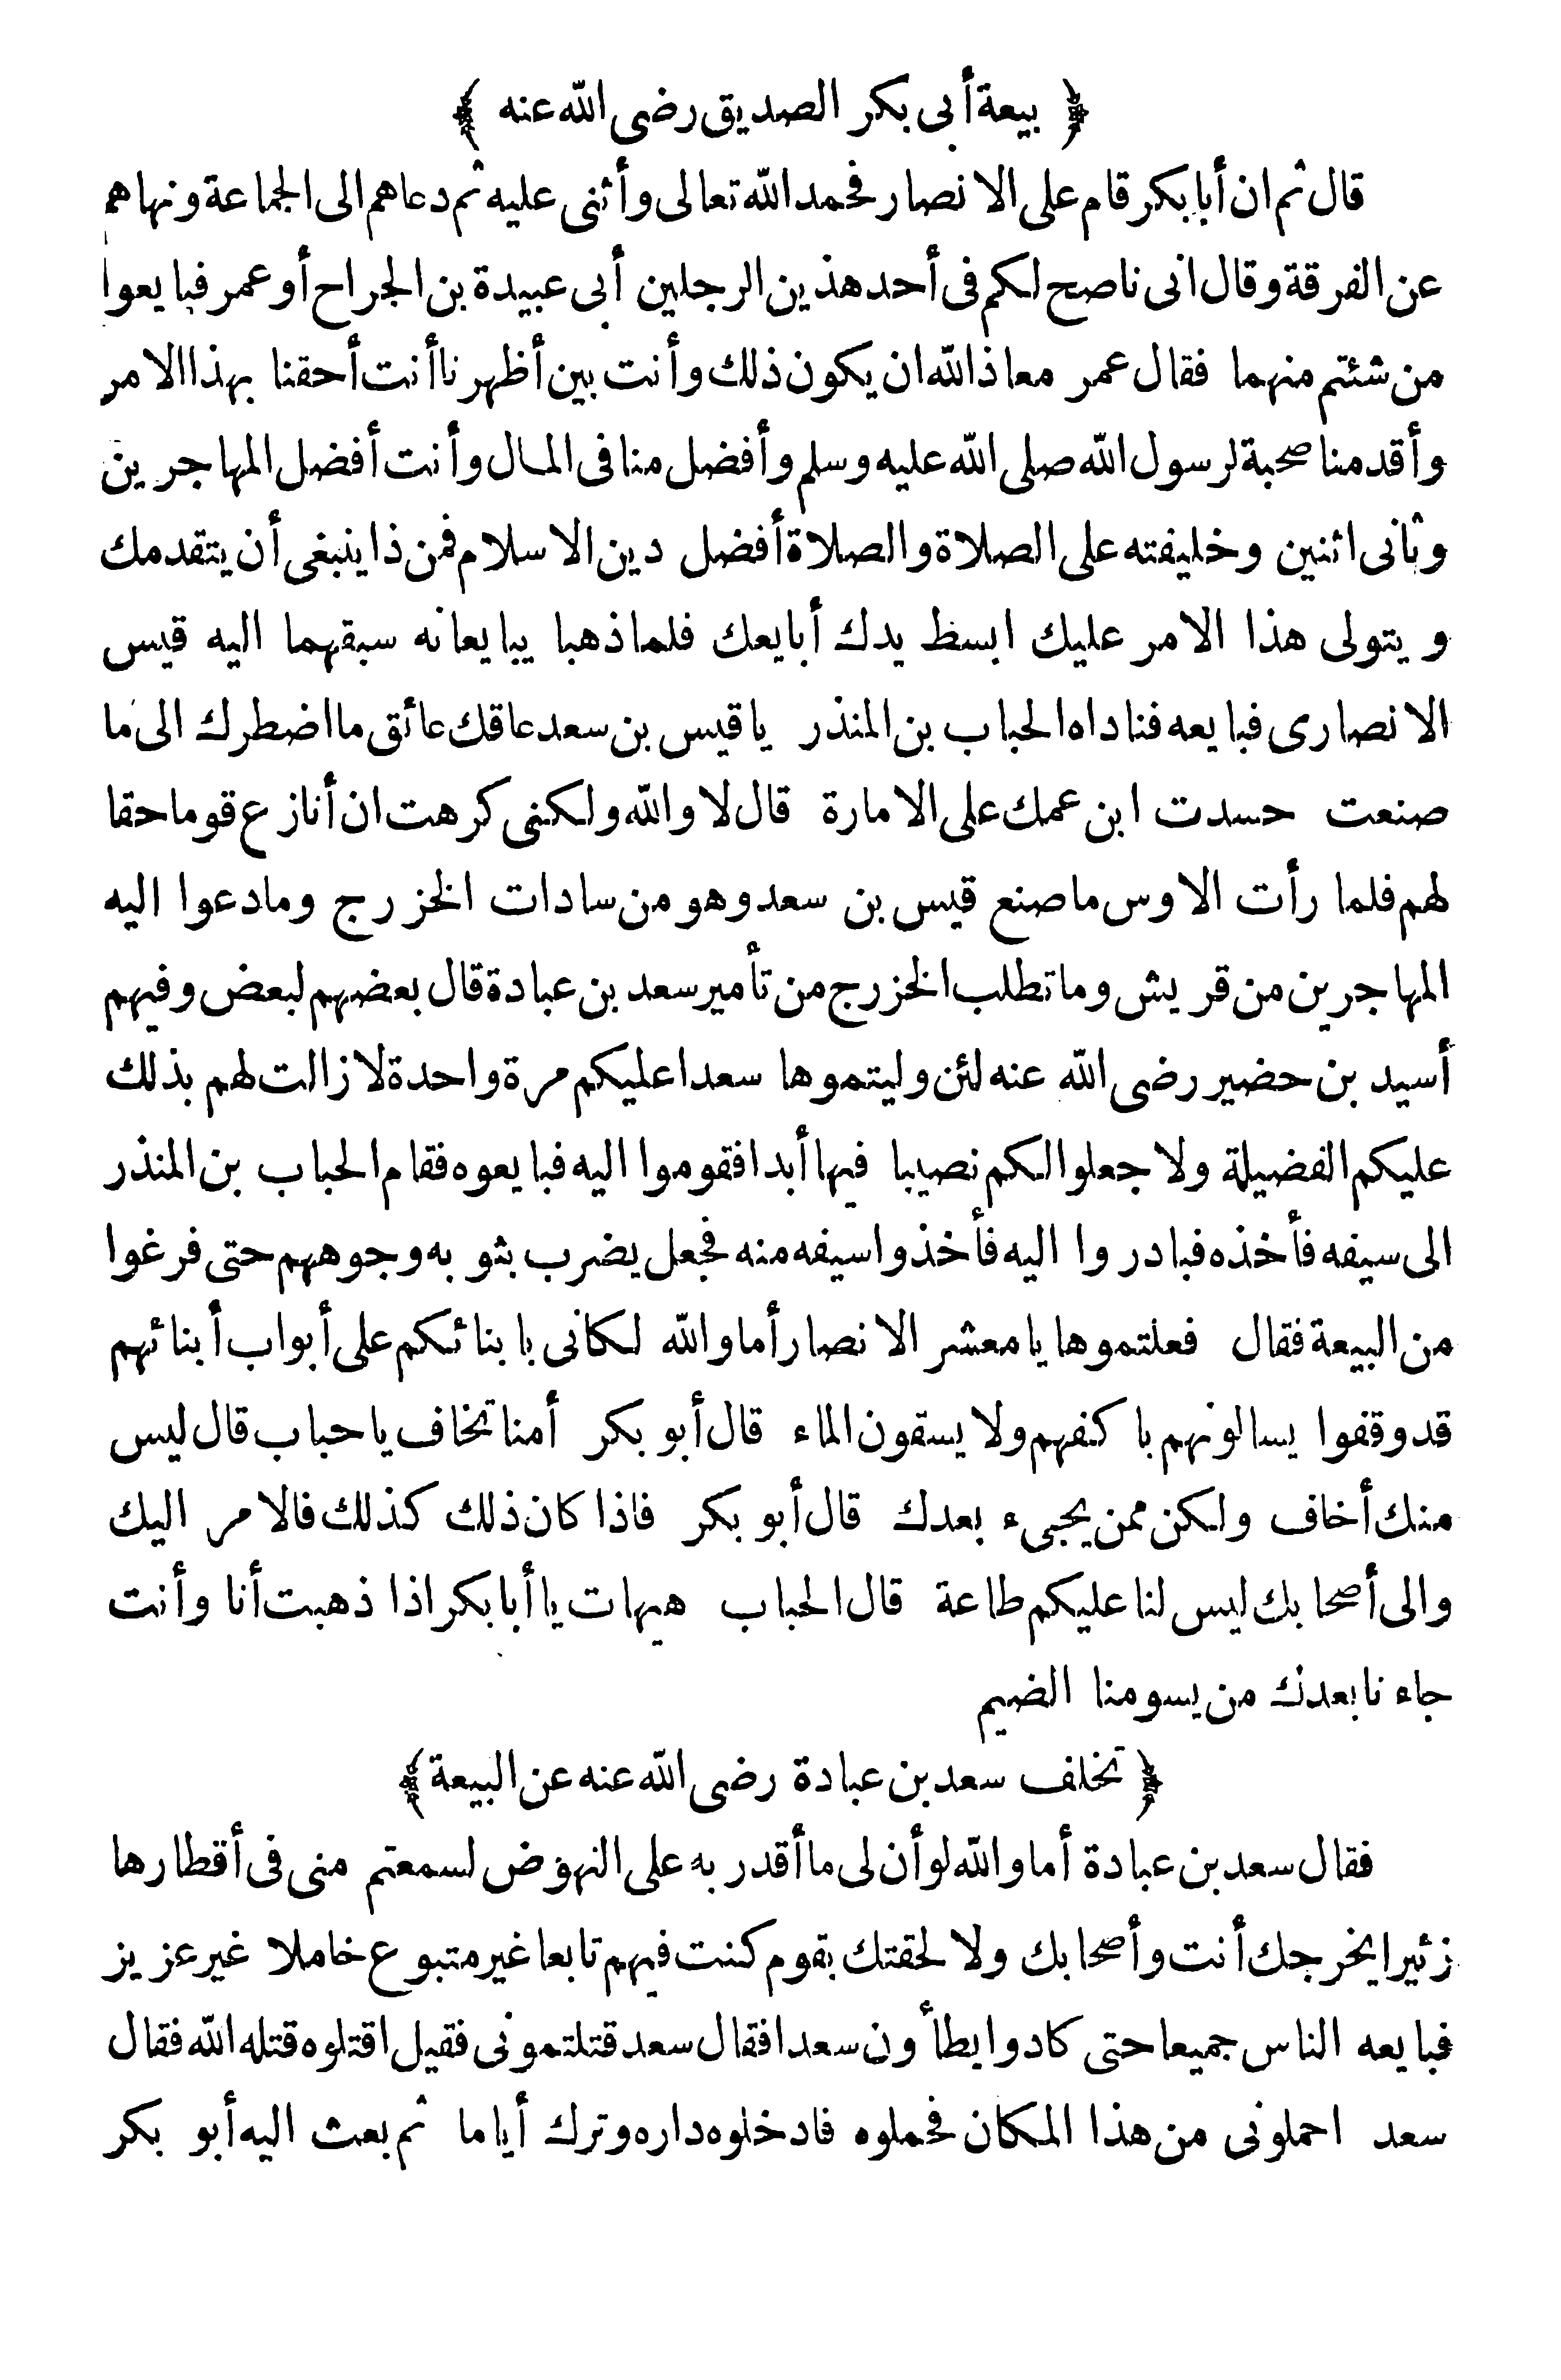 ﴿ بيعة أبى بكر الصديق رضى الله عنه ﴾
قال ثم ان أبا بكر قام على الانصار فحمد الله تعالى وأثنى عليه ثم دعاهم الى الجماعة ونهاهم
عن الفرقة وقال انى ناصح لكم فى أحد هذين الرجلين أبى عبيدة بن الجراح أو عمر فبايعوا
من شئتم منهما فقال عمر معاذ الله ان يكون ذلك وأنت بين أظهرنا أنت أحقنا بهذا الامر
وأقدمنا صحبة لرسول الله صلى الله عليه وسلم وأفضل منا فى المال وأنت أفضل المهاجرين
وثانى اثنين وخليفته على الصلاة والصلاة أفضل دين الاسلام فمن ذا ينبغى أن يتقدمك
ويتولى هذا الامر عليك ابسط يدك أبايعك فلما ذهبا يبايعانه سبقهما اليه قيس
الانصارى فبايعه فناداه الحباب بن المنذر يا قيس بن سعد عاقك عائق ما اضطرك الى ما
صنعت حسدت ابن عمك على الامارة قال لا والله ولكنى كرهت ان أنازع قوما حقا
لهم فلما رأت الاوس ما صنع قيس بن سعد وهو من سادات الخزرج وما دعوا اليه
المهاجرين من قريش وما تطلب الخزرج من تأمير سعد بن عبادة قال بعضهم لبعض وفيهم
أسيد بن حضير رضى الله عنه لئن وليتموها سعدا عليكم مرة واحدة لا زالت لهم بذلك
عليكم الفضيلة ولا جعلوا لكم نصيبا فيها أبدا فقوموا اليه فبايعوه فقام الحباب بن المنذر
الى سيفه فأخذه فبادروا اليه فأخذوا سيفه منه فجعل يضرب بثوبه وجوههم حتى فرغوا
من البيعة فقال فعلتموها يا معشر الانصار أما والله لكانى بابنائكم على أبواب أبنائهم
قد وقفوا يسالونهم باكفهم ولا يسقون الماء قال أبو بكر أمنا تخاف يا حباب قال ليس
منك أخاف ولكن ممن يجىء بعدك قال أبو بكر فاذا كان ذلك كذلك فالامر اليك
والى أصحابك ليس لنا عليكم طاعة قال الحباب هيهات يا أبا بكر اذا ذهبت أنا وأنت
جاءنا بعدك من يسومنا الضيم
﴿ تخلف سعد بن عبادة رضى الله عنه عن البيعة ﴾
فقال سعد بن عبادة أما والله لو أن لى ما أقدر به على النهوض لسمعتم منى فى أقطارها
زئيرا يخرجك أنت وأصحابك ولا لحقتك بقوم كنت فيهم تابعا غير متبوع خاملا غير عزيز
فبايعه الناس جميعا حتى كادوا يطأون سعدا فقال سعد قتلتمونى فقيل اقتلوه قتله الله فقال
سعد احملونى من هذا المكان فحملوه فادخلوه داره وترك أياما ثم بعث اليه أبو بكر